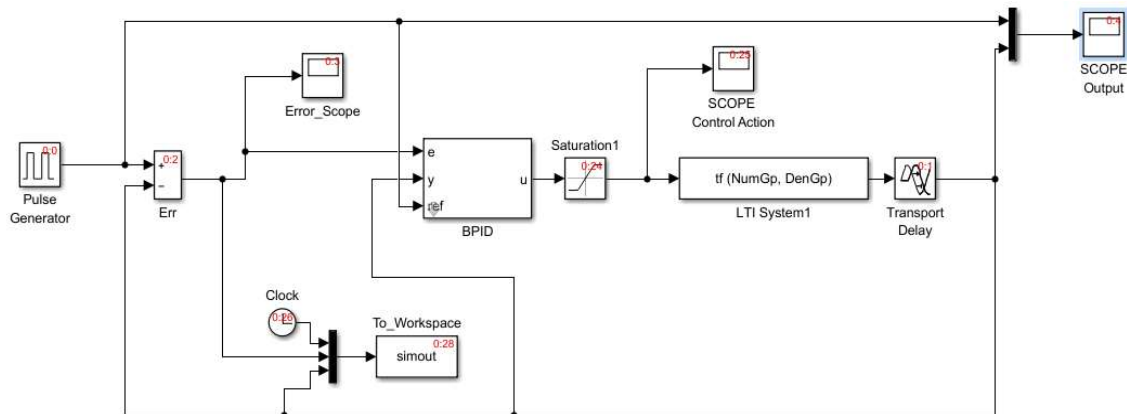 0:4
SCOPE
Output
0:3
Error_Scope
0:25
SCOPE
Control Action
0:0
Pulse
Generator
+
−
0:2
Err
e
y
ref
u
BPID
Saturation1
0:24
tf (NumGp, DenGp)
LTI System1
0:1
Transport
Delay
Clock
0:26
To_Workspace
0:28
simout